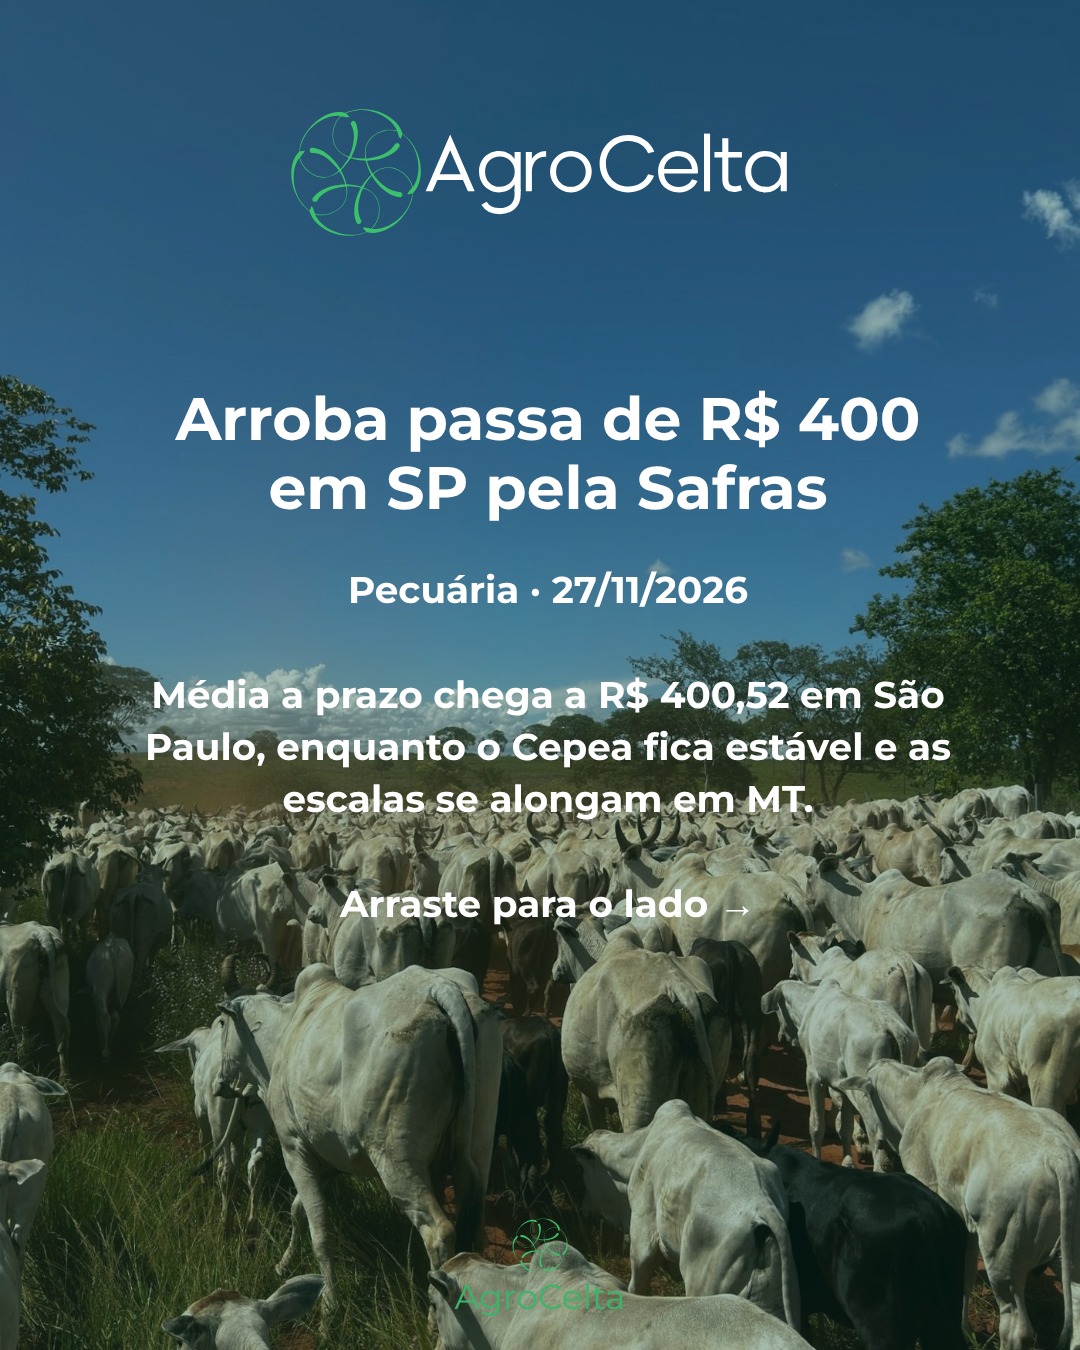 AgroCelta
Arroba passa de R$ 400
em SP pela Safras
Pecuária · 27/11/2026
Média a prazo chega a R$ 400,52 em São
Paulo, enquanto o Cepea fica estável e as
escalas se alongam em MT.
Arraste para o lado →
AgroCelta